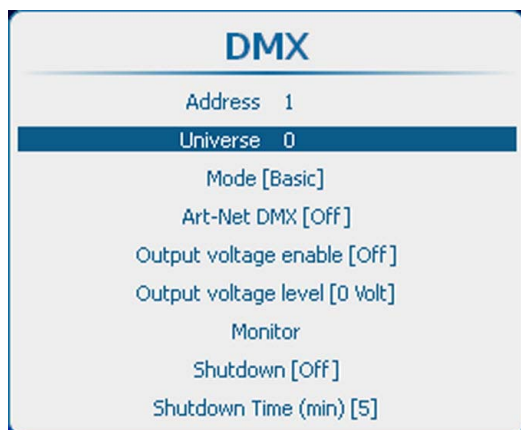 DMX
Address 1
Universe 0
Mode [Basic]
Art-Net DMX [Off]
Output voltage enable [Off]
Output voltage level [0 Volt]
Monitor
Shutdown [Off]
Shutdown Time (min) [5]